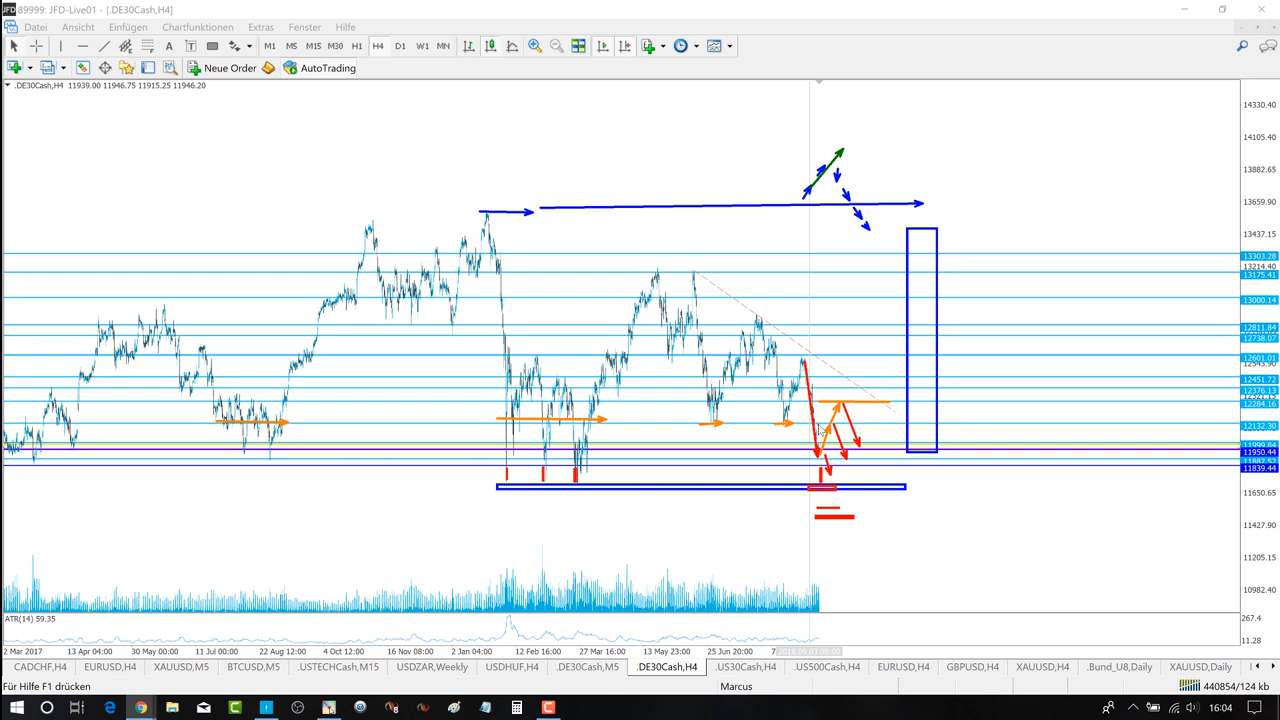 JFD 89999: JFD-Live01 - [.DE30Cash,H4]
Datei Ansicht Einfügen Chartfunktionen Extras Fenster Hilfe
A T M1 M5 M15 M30 H1 H4 D1 W1 MN
Neue Order AutoTrading
.DE30Cash,H4 11939.00 11946.75 11915.25 11946.20
14330.40
14105.40
13882.65
13659.90
13437.15
13303.28
13214.40
13175.41
13000.14
12811.84
12738.07
12601.01
12451.72
12376.13
12284.16
12132.30
11999.84
11950.44
11839.44
11650.65
11427.90
11205.15
10982.40
ATR(14) 59.35
267.4
11.28
2 Mar 2017 13 Apr 04:00 30 May 00:00 11 Jul 00:00 22 Aug 12:00 4 Oct 12:00 16 Nov 08:00 2 Jan 04:00 12 Feb 16:00 27 Mar 16:00 13 May 23:00 25 Jun 20:00 7 2018.09.03 00:00
CADCHF,H4 EURUSD,H4 XAUUSD,M5 BTCUSD,M5 .USTECHCash,M15 USDZAR,Weekly USDHUF,H4 .DE30Cash,M5 .DE30Cash,H4 .US30Cash,H4 .US500Cash,H4 EURUSD,H4 GBPUSD,H4 XAUUSD,H4 .Bund_U8,Daily XAUUSD,Daily
Für Hilfe F1 drücken Marcus 440854/124 kb
16:04